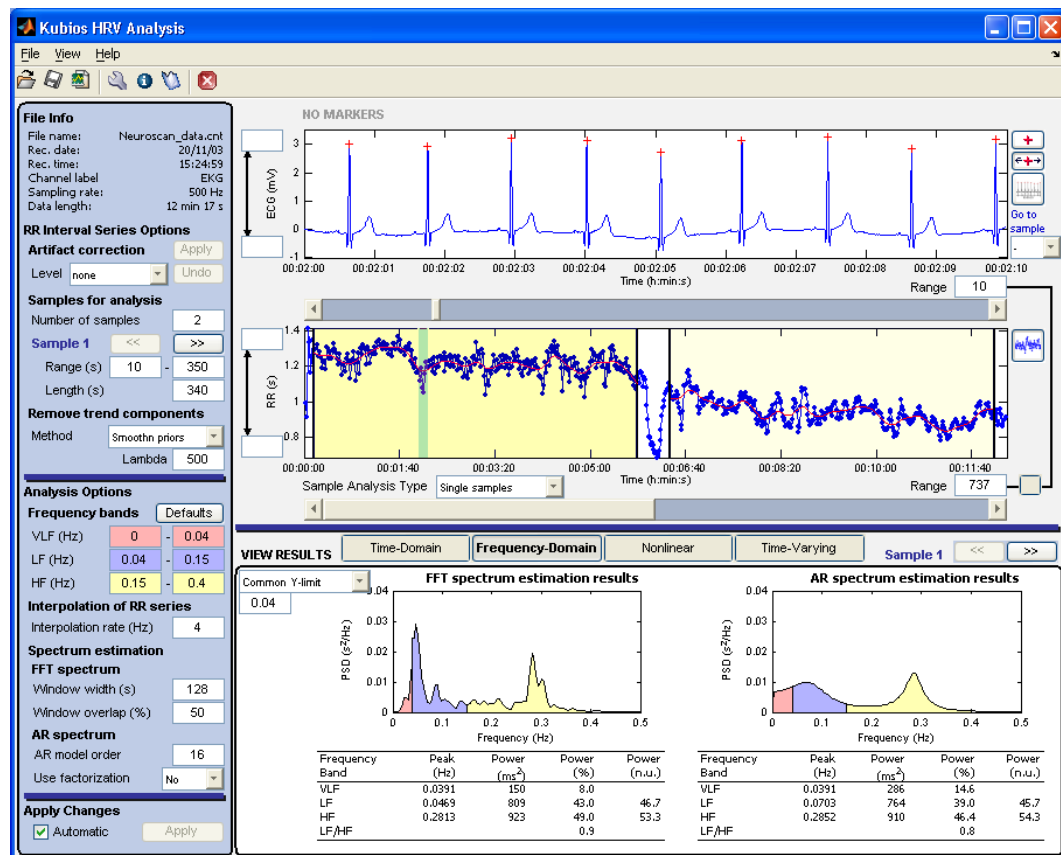 Kubios HRV Analysis
File View Help
File Info
File name: Neuroscan_data.cnt
Rec. date: 20/11/03
Rec. time: 15:24:59
Channel label EKG
Sampling rate: 500 Hz
Data length: 12 min 17 s
RR Interval Series Options
Artifact correction Apply
Level none Undo
Samples for analysis
Number of samples 2
Sample 1 << >>
Range (s) 10 - 350
Length (s) 340
Remove trend components
Method Smoothn priors
Lambda 500
Analysis Options
Frequency bands Defaults
VLF (Hz) 0 - 0.04
LF (Hz) 0.04 - 0.15
HF (Hz) 0.15 - 0.4
Interpolation of RR series
Interpolation rate (Hz) 4
Spectrum estimation
FFT spectrum
Window width (s) 128
Window overlap (%) 50
AR spectrum
AR model order 16
Use factorization No
Apply Changes
Automatic Apply
NO MARKERS
ECG (mV)
3
2
1
0
-1
00:02:00 00:02:01 00:02:02 00:02:03 00:02:04 00:02:05 00:02:06 00:02:07 00:02:08 00:02:09 00:02:10
Time (h:min:s)
Go to
sample
-
Range 10
RR (s)
1.4
1.2
1
0.8
00:00:00 00:01:40 00:03:20 00:05:00 00:06:40 00:08:20 00:10:00 00:11:40
Time (h:min:s)
Sample Analysis Type Single samples
Range 737
VIEW RESULTS Time-Domain Frequency-Domain Nonlinear Time-Varying Sample 1 << >>
Common Y-limit
0.04
FFT spectrum estimation results
PSD (s²/Hz)
0.04
0.03
0.02
0.01
0
0 0.1 0.2 0.3 0.4 0.5
Frequency (Hz)
Frequency Peak Power Power Power
Band (Hz) (ms²) (%) (n.u.)
VLF 0.0391 150 8.0
LF 0.0469 809 43.0 46.7
HF 0.2813 923 49.0 53.3
LF/HF 0.9
AR spectrum estimation results
PSD (s²/Hz)
0.04
0.03
0.02
0.01
0
0 0.1 0.2 0.3 0.4 0.5
Frequency (Hz)
Frequency Peak Power Power Power
Band (Hz) (ms²) (%) (n.u.)
VLF 0.0391 286 14.6
LF 0.0703 764 39.0 45.7
HF 0.2852 910 46.4 54.3
LF/HF 0.8